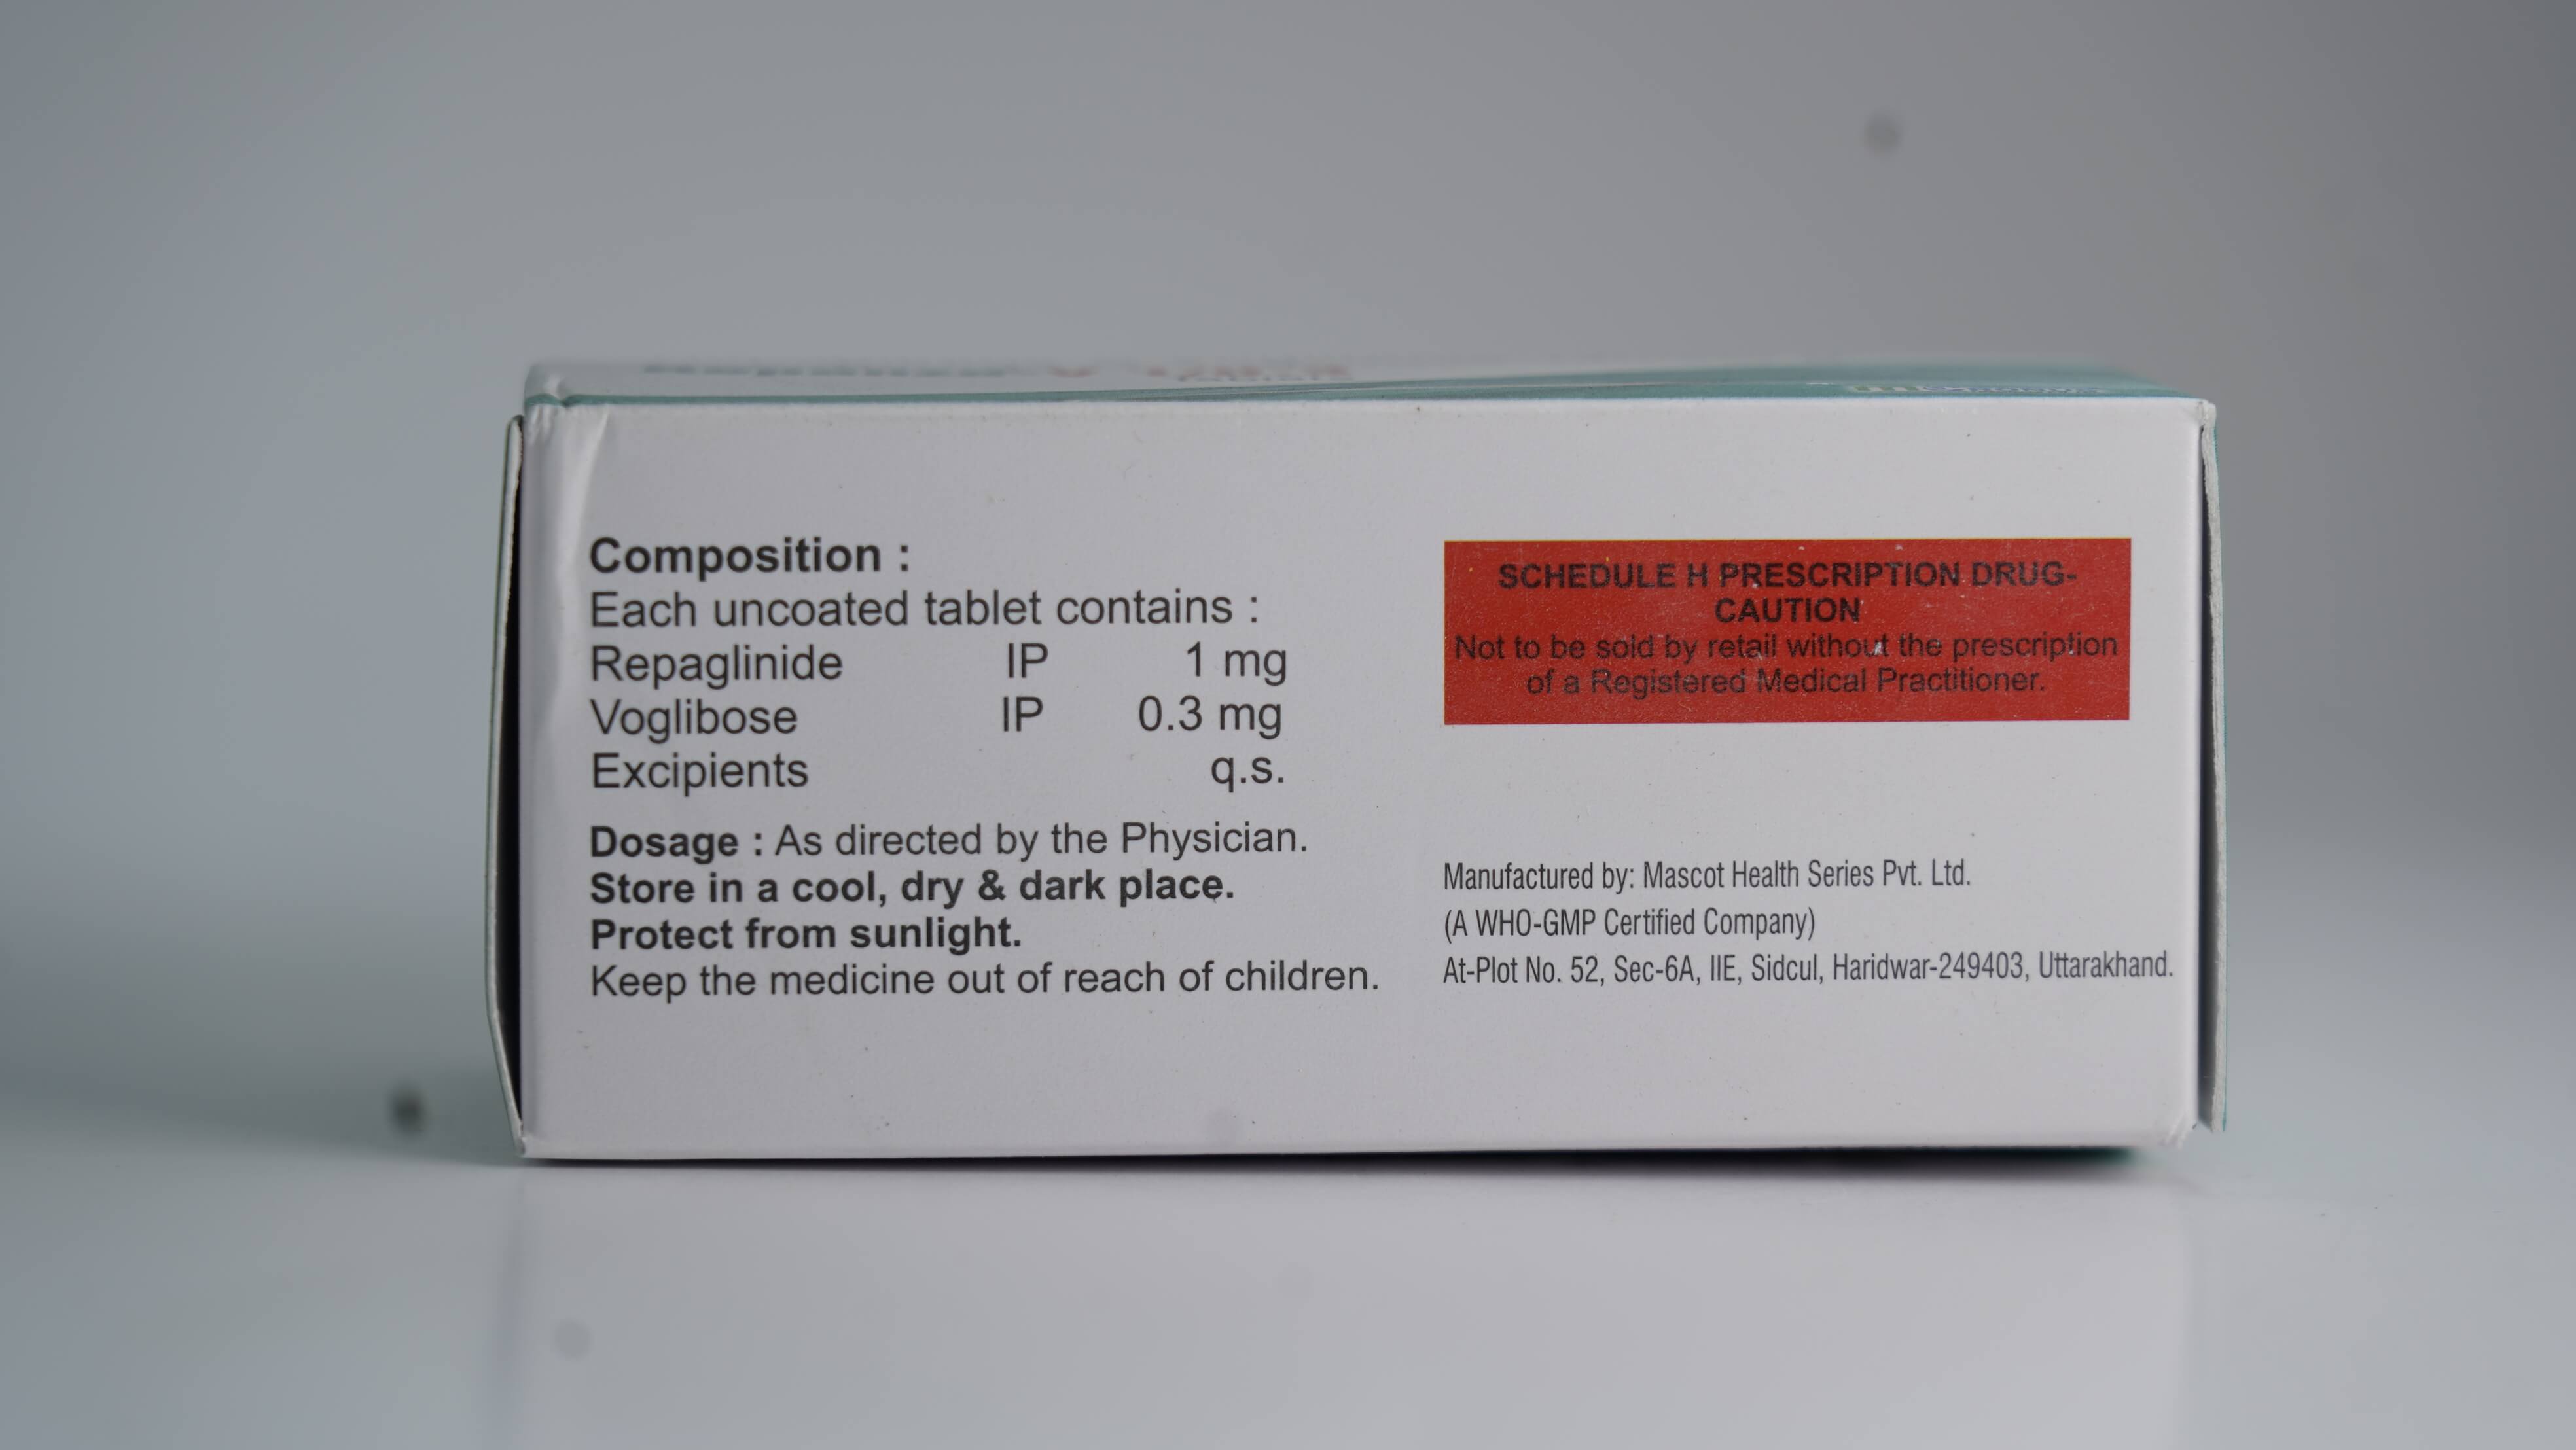 Composition :
Each uncoated tablet contains :
Repaglinide IP 1 mg
Voglibose IP 0.3 mg
Excipients q.s.
Dosage : As directed by the Physician.
Store in a cool, dry & dark place.
Protect from sunlight.
Keep the medicine out of reach of children.
SCHEDULE H PRESCRIPTION DRUG-
CAUTION
Not to be sold by retail without the prescription
of a Registered Medical Practitioner.
Manufactured by: Mascot Health Series Pvt. Ltd.
(A WHO-GMP Certified Company)
At-Plot No. 52, Sec-6A, IIE, Sidcul, Haridwar-249403, Uttarakhand.